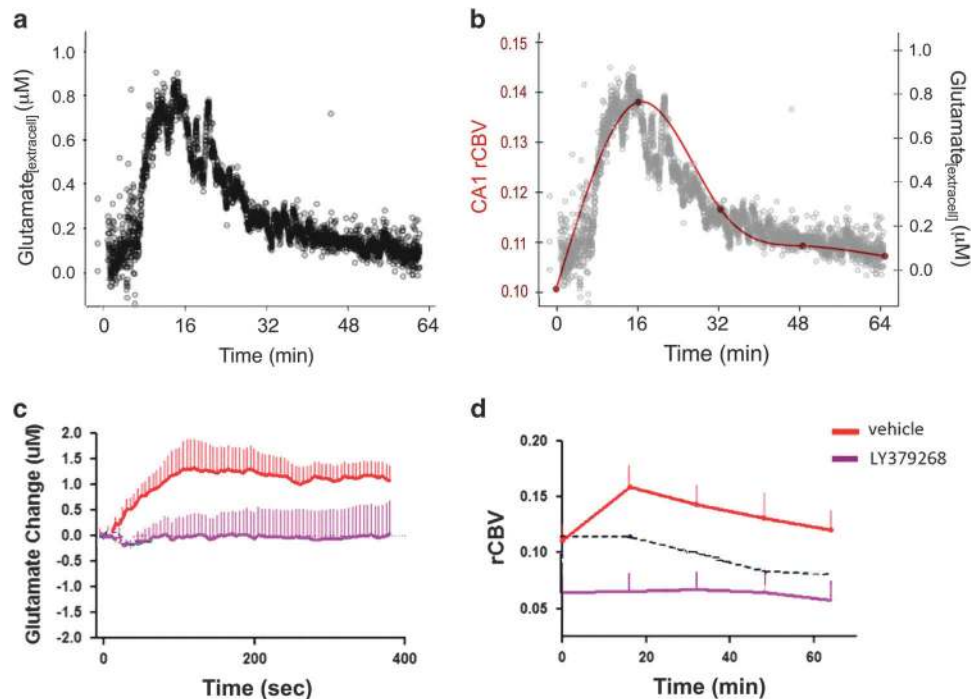 a
Glutamate[extracell] (μM)
1.0
0.8
0.6
0.4
0.2
0.0
0 16 32 48 64
Time (min)
b
CA1 rCBV
0.15
0.14
0.13
0.12
0.11
0.10
1.0
0.8
0.6
0.4
0.2
0.0
Glutamate[extracell] (μM)
0 16 32 48 64
Time (min)
c
Glutamate Change (uM)
2.0
1.5
1.0
0.5
0.0
-0.5
-1.0
-1.5
-2.0
0 200 400
Time (sec)
d
rCBV
0.20
0.15
0.10
0.05
0 20 40 60
Time (min)
vehicle
LY379268